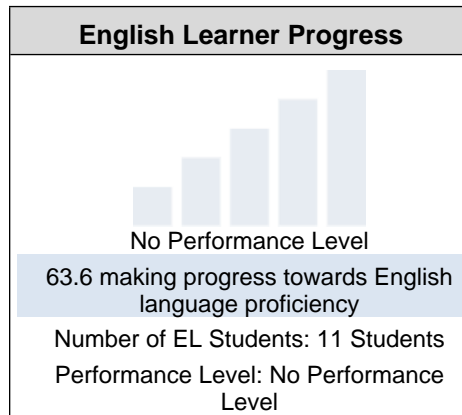 English Learner Progress
No Performance Level
63.6 making progress towards English
language proficiency
Number of EL Students: 11 Students
Performance Level: No Performance
Level